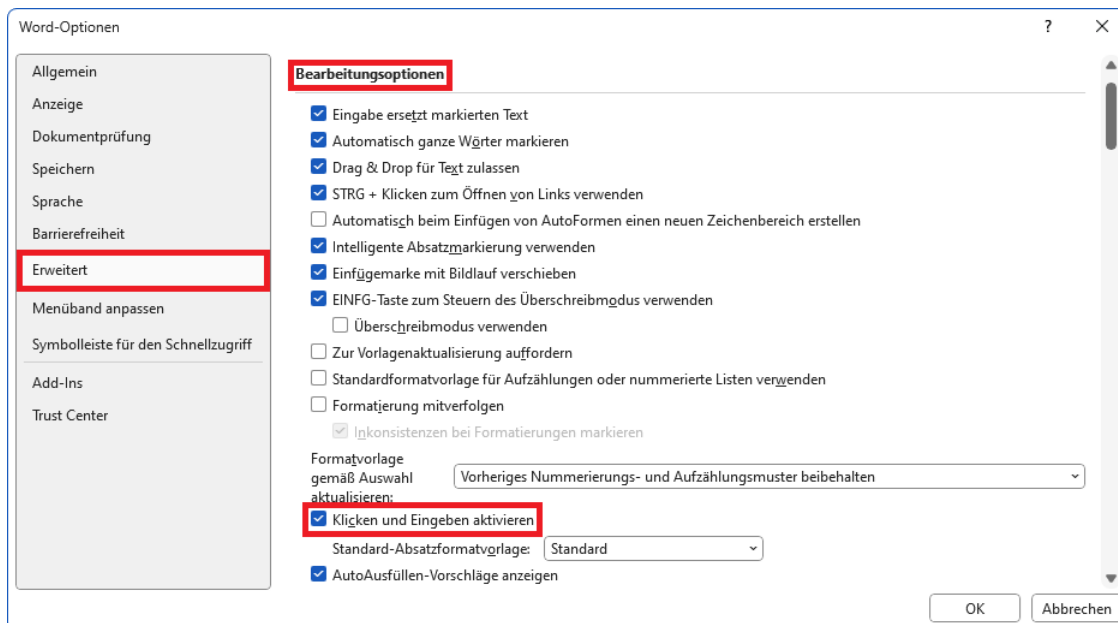 Word-Optionen
?
Allgemein
Anzeige
Dokumentprüfung
Speichern
Sprache
Barrierefreiheit
Erweitert
Menüband anpassen
Symbolleiste für den Schnellzugriff
Add-Ins
Trust Center
Bearbeitungsoptionen
Eingabe ersetzt markierten Text
Automatisch ganze Wörter markieren
Drag & Drop für Text zulassen
STRG + Klicken zum Öffnen von Links verwenden
Automatisch beim Einfügen von AutoFormen einen neuen Zeichenbereich erstellen
Intelligente Absatzmarkierung verwenden
Einfügemarke mit Bildlauf verschieben
EINFG-Taste zum Steuern des Überschreibmodus verwenden
Überschreibmodus verwenden
Zur Vorlagenaktualisierung auffordern
Standardformatvorlage für Aufzählungen oder nummerierte Listen verwenden
Formatierung mitverfolgen
Inkonsistenzen bei Formatierungen markieren
Formatvorlage
gemäß Auswahl
aktualisieren:
Vorheriges Nummerierungs- und Aufzählungsmuster beibehalten
Klicken und Eingeben aktivieren
Standard-Absatzformatvorlage: Standard
AutoAusfüllen-Vorschläge anzeigen
OK Abbrechen